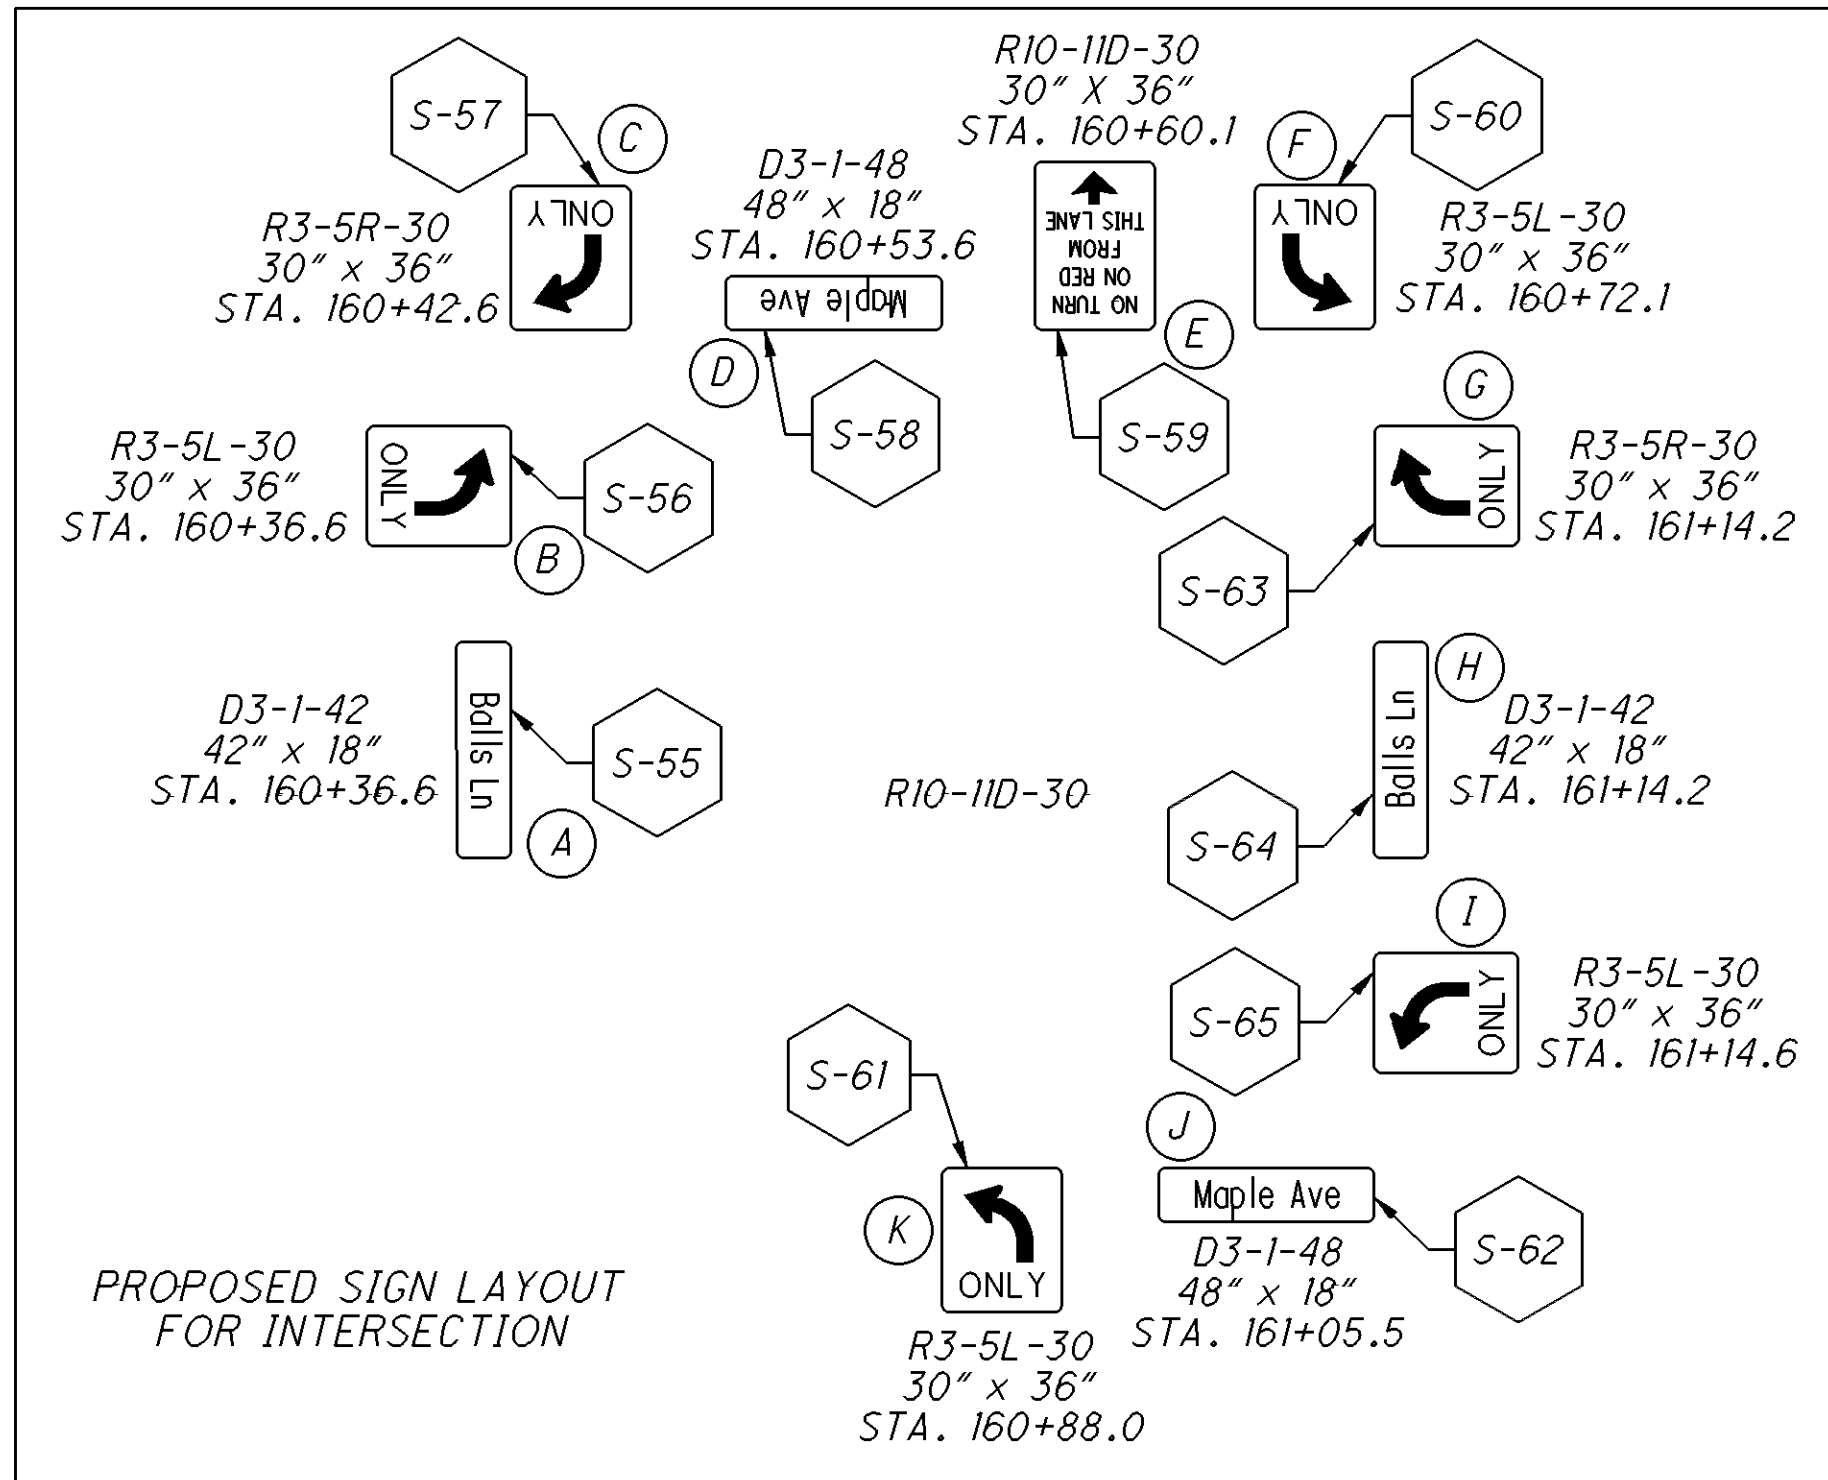 S-57
C
R3-5R-30
30" x 36"
STA. 160+42.6
ONLY
D3-1-48
48" x 18"
STA. 160+53.6
Maple Ave
D
S-58
R10-11D-30
30" X 36"
STA. 160+60.1
NO TURN
ON RED
FROM
THIS LANE
E
S-59
F
S-60
ONLY
R3-5L-30
30" x 36"
STA. 160+72.1
R3-5L-30
30" x 36"
STA. 160+36.6
ONLY
B
S-56
G
ONLY
R3-5R-30
30" x 36"
STA. 161+14.2
S-63
D3-1-42
42" x 18"
STA. 160+36.6
Balls Ln
A
S-55
R10-11D-30
H
Balls Ln
D3-1-42
42" x 18"
STA. 161+14.2
S-64
I
S-65
ONLY
R3-5L-30
30" x 36"
STA. 161+14.6
S-61
K
ONLY
R3-5L-30
30" x 36"
STA. 160+88.0
J
Maple Ave
D3-1-48
48" x 18"
STA. 161+05.5
S-62
PROPOSED SIGN LAYOUT
FOR INTERSECTION